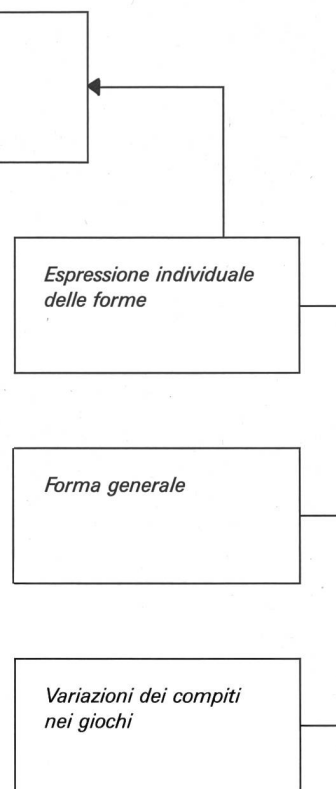 Espressione individuale
delle forme
Forma generale
Variazioni dei compiti
nei giochi